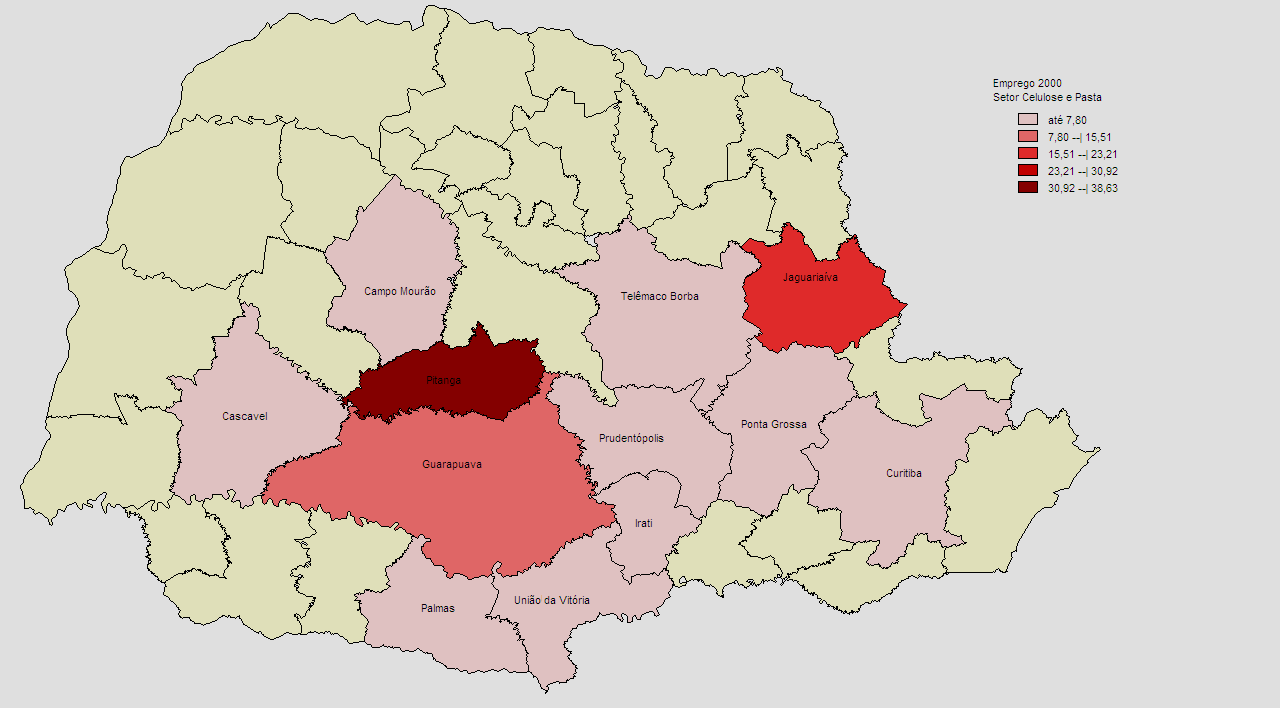 Emprego 2000
Setor Celulose e Pasta
até 7,80
7,80 --| 15,51
15,51 --| 23,21
23,21 --| 30,92
30,92 --| 38,63
Jaguariaíva
Campo Mourão
Telêmaco Borba
Pitanga
Cascavel
Ponta Grossa
Prudentópolis
Guarapuava
Curitiba
Irati
União da Vitória
Palmas